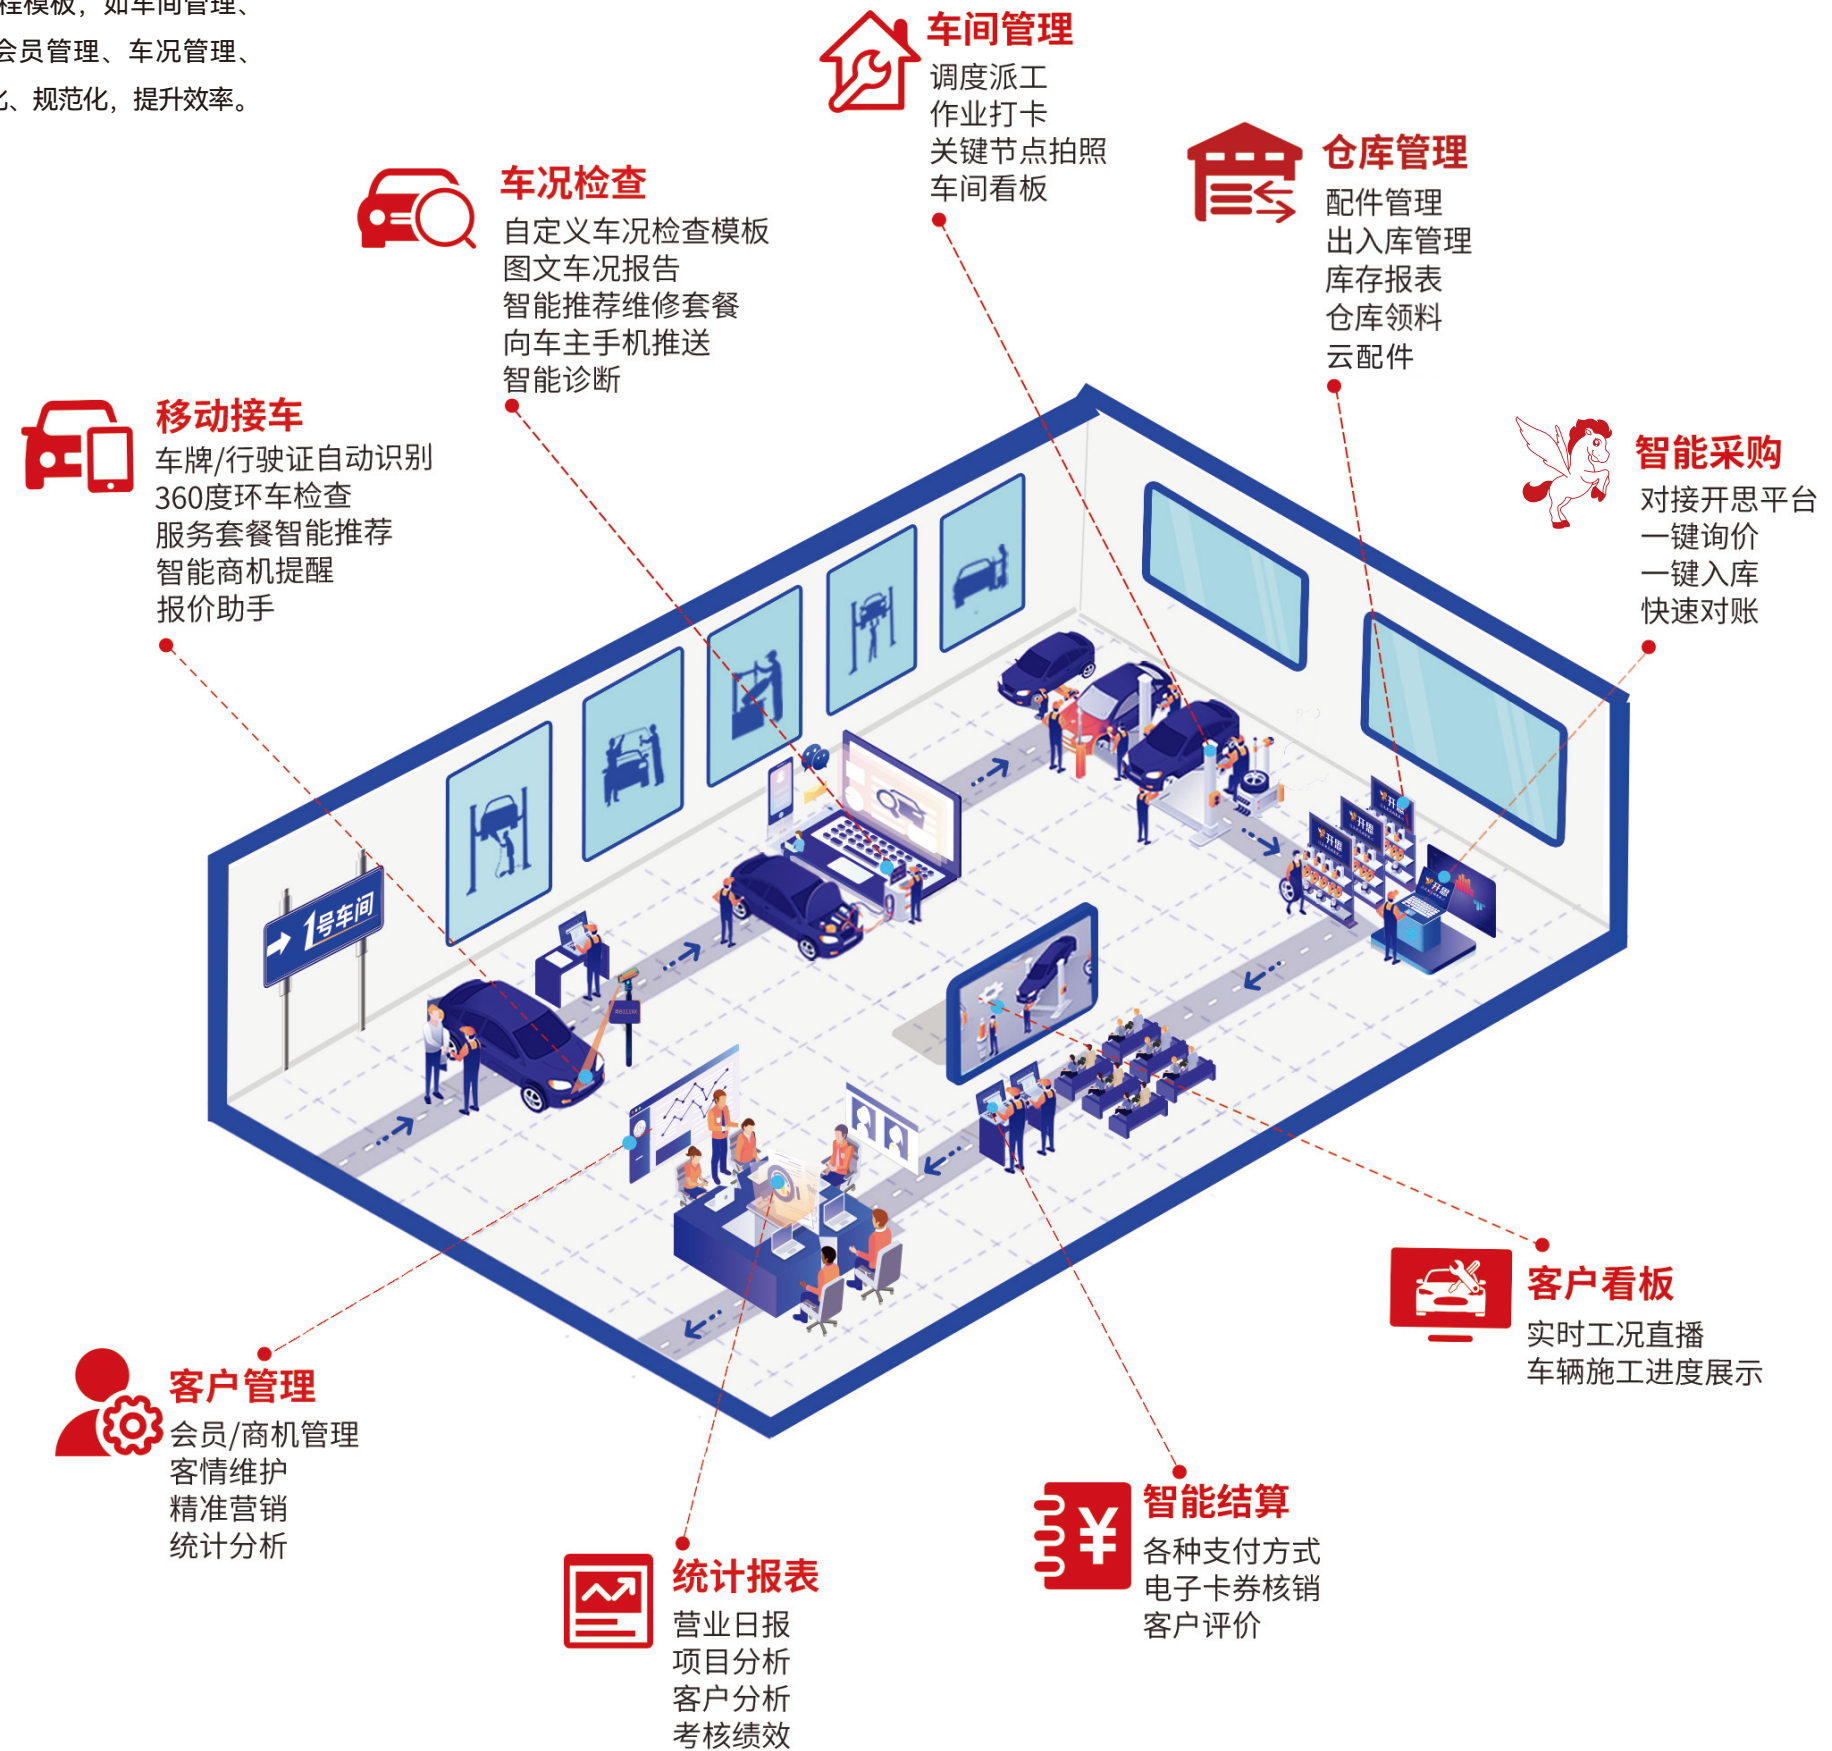 程模板，如车间管理、
会员管理、车况管理、
化、规范化，提升效率。
车间管理
调度派工
作业打卡
关键节点拍照
车间看板
仓库管理
配件管理
出入库管理
库存报表
仓库领料
云配件
车况检查
自定义车况检查模板
图文车况报告
智能推荐维修套餐
向车主手机推送
智能诊断
移动接车
车牌/行驶证自动识别
360度环车检查
服务套餐智能推荐
智能商机提醒
报价助手
智能采购
对接开思平台
一键询价
一键入库
快速对账
开思
开思
开思
开思
1号车间
客户看板
实时工况直播
车辆施工进度展示
客户管理
会员/商机管理
客情维护
精准营销
统计分析
智能结算
各种支付方式
电子卡券核销
客户评价
¥
统计报表
营业日报
项目分析
客户分析
考核绩效